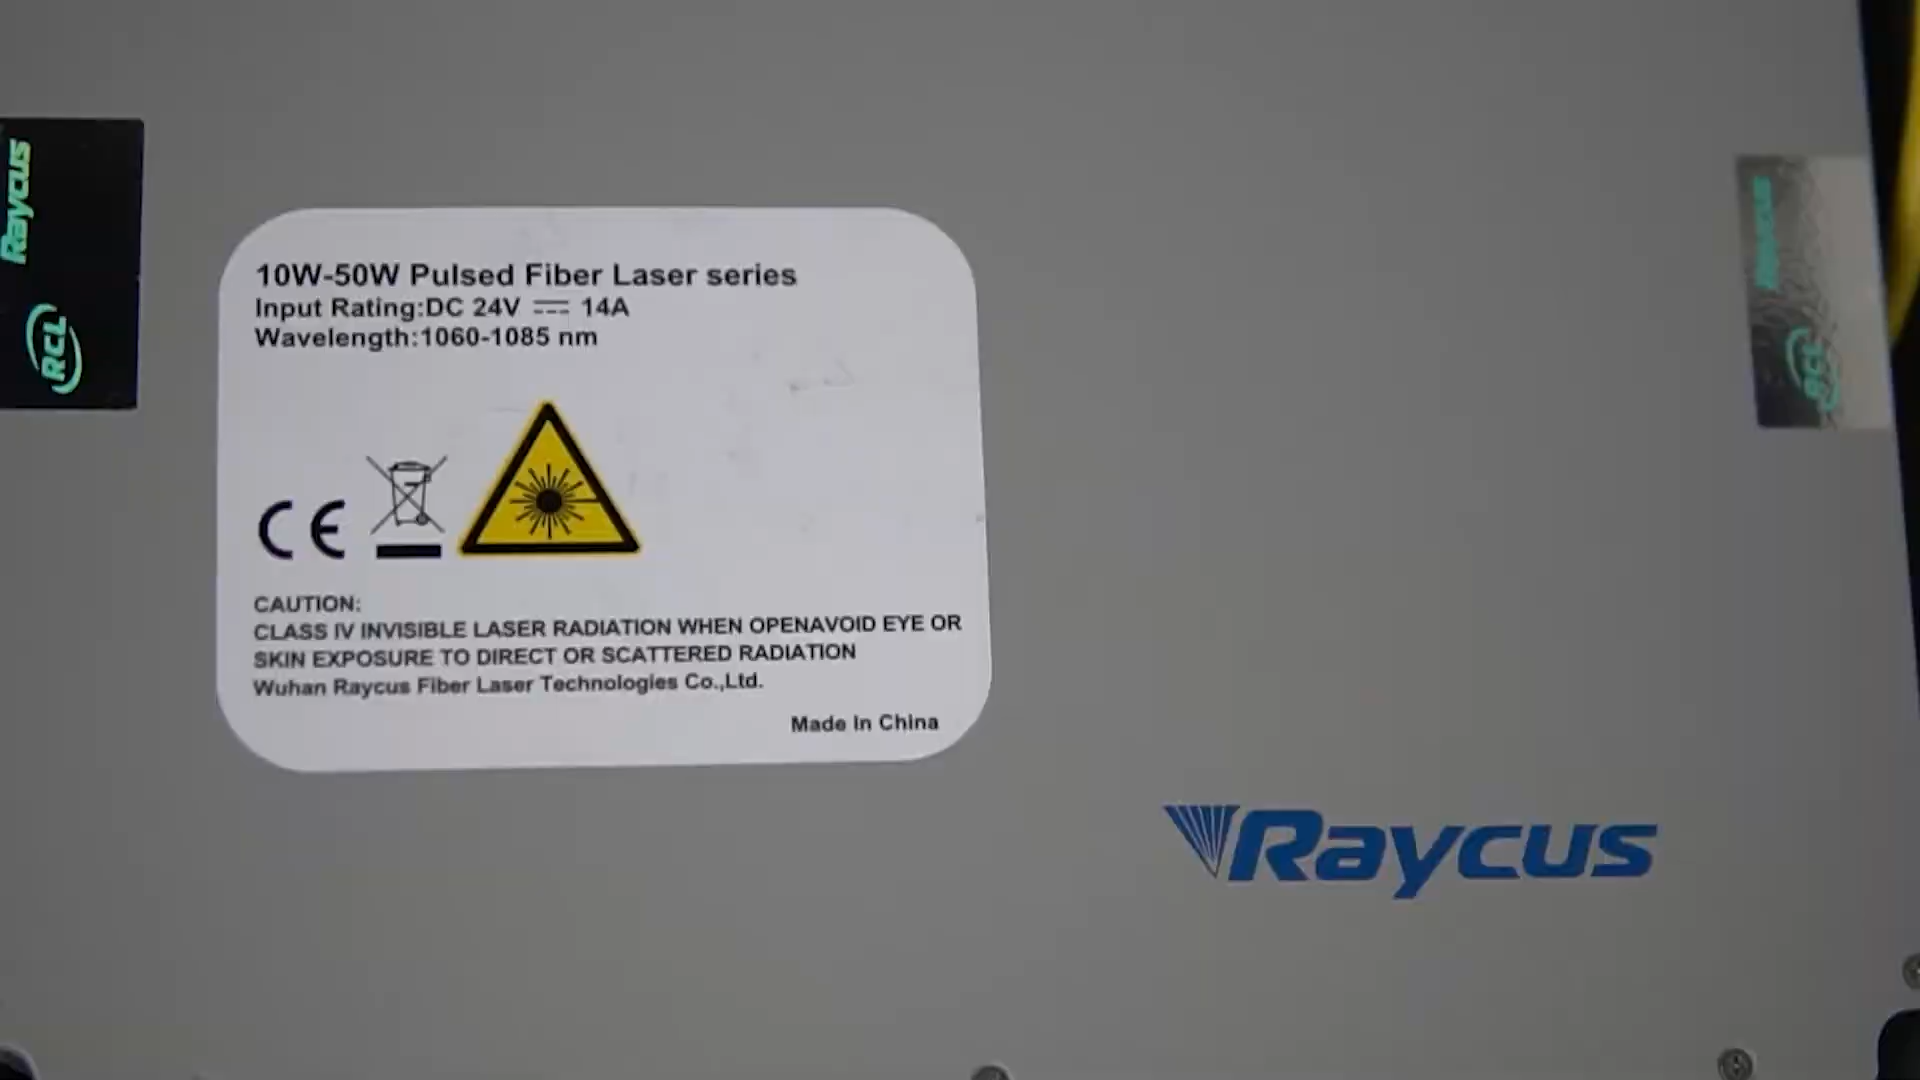 Raycus
RCL
10W-50W Pulsed Fiber Laser series
Input Rating:DC 24V ⎓ 14A
Wavelength:1060-1085 nm
CE
CAUTION:
CLASS IV INVISIBLE LASER RADIATION WHEN OPENAVOID EYE OR
SKIN EXPOSURE TO DIRECT OR SCATTERED RADIATION
Wuhan Raycus Fiber Laser Technologies Co.,Ltd.
Made In China
Raycus
RCL
Raycus